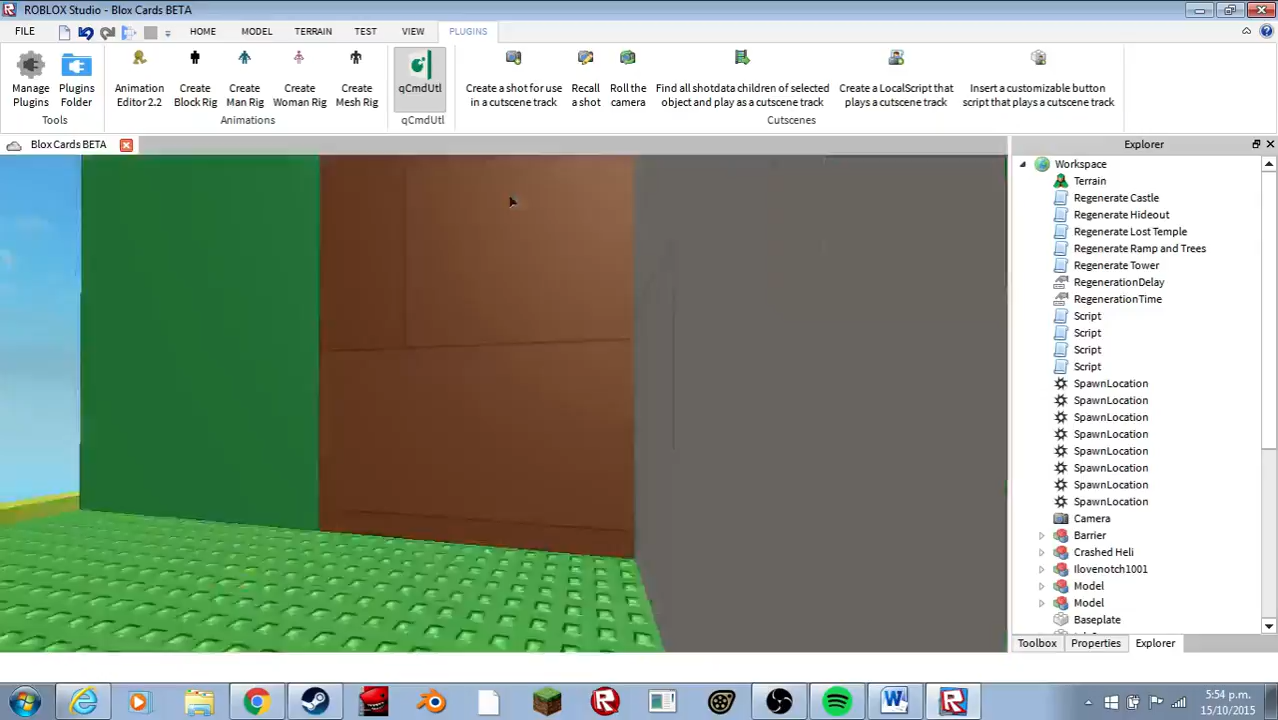 ROBLOX Studio - Blox Cards BETA
FILE
HOME
MODEL
TERRAIN
TEST
VIEW
PLUGINS
Manage Plugins
Plugins Folder
Tools
Animation Editor 2.2
Create Block Rig
Create Man Rig
Create Woman Rig
Create Mesh Rig
Animations
qCmdUtl
qCmdUtl
Create a shot for use in a cutscene track
Recall a shot
Roll the camera
Find all shotdata children of selected object and play as a cutscene track
Create a LocalScript that plays a cutscene track
Insert a customizable button script that plays a cutscene track
Cutscenes
Blox Cards BETA
Explorer
Workspace
Terrain
Regenerate Castle
Regenerate Hideout
Regenerate Lost Temple
Regenerate Ramp and Trees
Regenerate Tower
RegenerationDelay
RegenerationTime
Script
Script
Script
Script
SpawnLocation
SpawnLocation
SpawnLocation
SpawnLocation
SpawnLocation
SpawnLocation
SpawnLocation
SpawnLocation
Camera
Barrier
Crashed Heli
Ilovenotch1001
Model
Model
Baseplate
Toolbox
Properties
Explorer
5:54 p.m.
15/10/2015